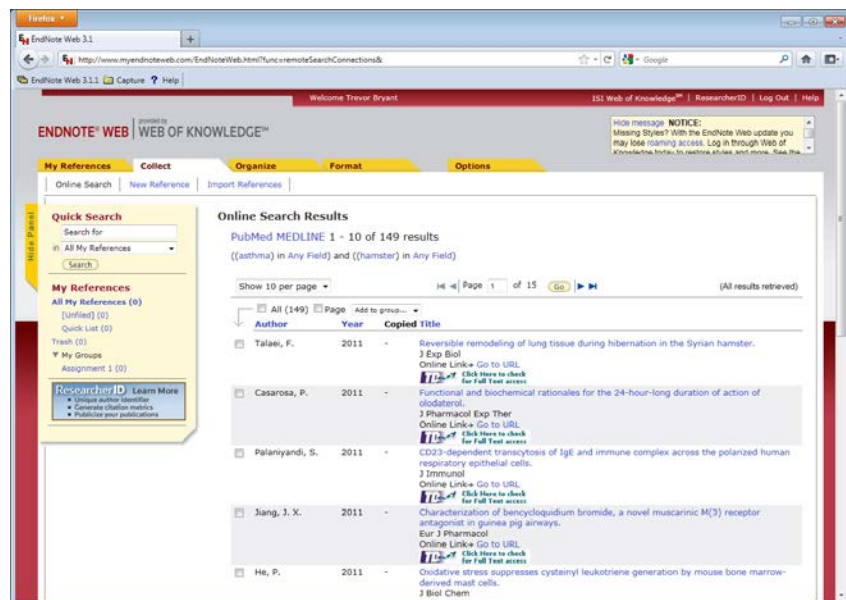 Firefox
EndNote Web 3.1
http://www.myendnoteweb.com/EndNoteWeb.html?func=remoteSearchConnections&
Google
EndNote Web 3.1.1 Capture ? Help
Welcome Trevor Bryant
ISI Web of Knowledge℠ | ResearcherID | Log Out | Help
ENDNOTE® WEB
provided by
WEB OF KNOWLEDGE℠
Hide message NOTICE:
Missing Styles? With the EndNote Web update you
may lose roaming access. Log in through Web of
Knowledge today to restore styles and more. See the
My References Collect Organize Format Options
Online Search | New Reference | Import References |
Hide Panel
Quick Search
Search for
in All My References
Search
My References
All My References (0)
[Unfiled] (0)
Quick List (0)
Trash (0)
▼ My Groups
Assignment 1 (0)
ResearcherID Learn More
• Unique author identifier
• Generate citation metrics
• Publicize your publications
Online Search Results
PubMed MEDLINE 1 - 10 of 149 results
((asthma) in Any Field) and ((hamster) in Any Field)
Show 10 per page
Page 1 of 15 Go
(All results retrieved)
All (149) Page Add to group...
Author Year Copied Title
Talaei, F. 2011 - Reversible remodeling of lung tissue during hibernation in the Syrian hamster.
J Exp Biol
Online Link→ Go to URL
Click Here to check
for Full Text access
Casarosa, P. 2011 - Functional and biochemical rationales for the 24-hour-long duration of action of
olodaterol.
J Pharmacol Exp Ther
Online Link→ Go to URL
Click Here to check
for Full Text access
Palaniyandi, S. 2011 - CD23-dependent transcytosis of IgE and immune complex across the polarized human
respiratory epithelial cells.
J Immunol
Online Link→ Go to URL
Click Here to check
for Full Text access
Jiang, J. X. 2011 - Characterization of bencycloquidium bromide, a novel muscarinic M(3) receptor
antagonist in guinea pig airways.
Eur J Pharmacol
Online Link→ Go to URL
Click Here to check
for Full Text access
He, P. 2011 - Oxidative stress suppresses cysteinyl leukotriene generation by mouse bone marrow-
derived mast cells.
J Biol Chem